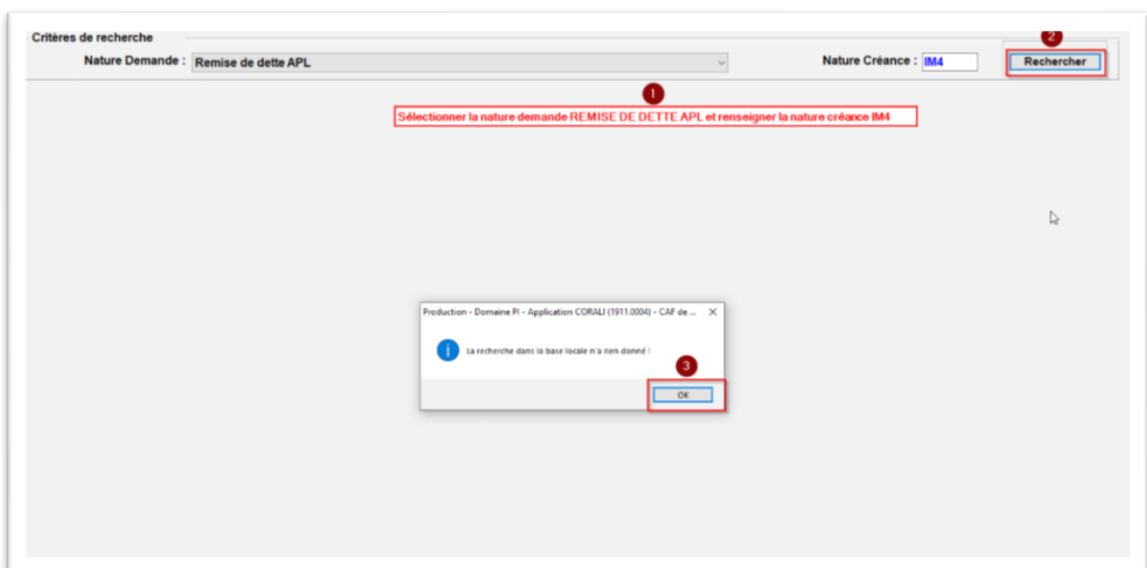 Critères de recherche
2
Nature Demande : Remise de dette APL Nature Créance : IM4 Rechercher
1
Sélectionner la nature demande REMISE DE DETTE APL et renseigner la nature créance IM4
Production - Domaine PI - Application CORALI (1911.0004) - CAF de ...
La recherche dans la base locale n'a rien donné !
3
OK